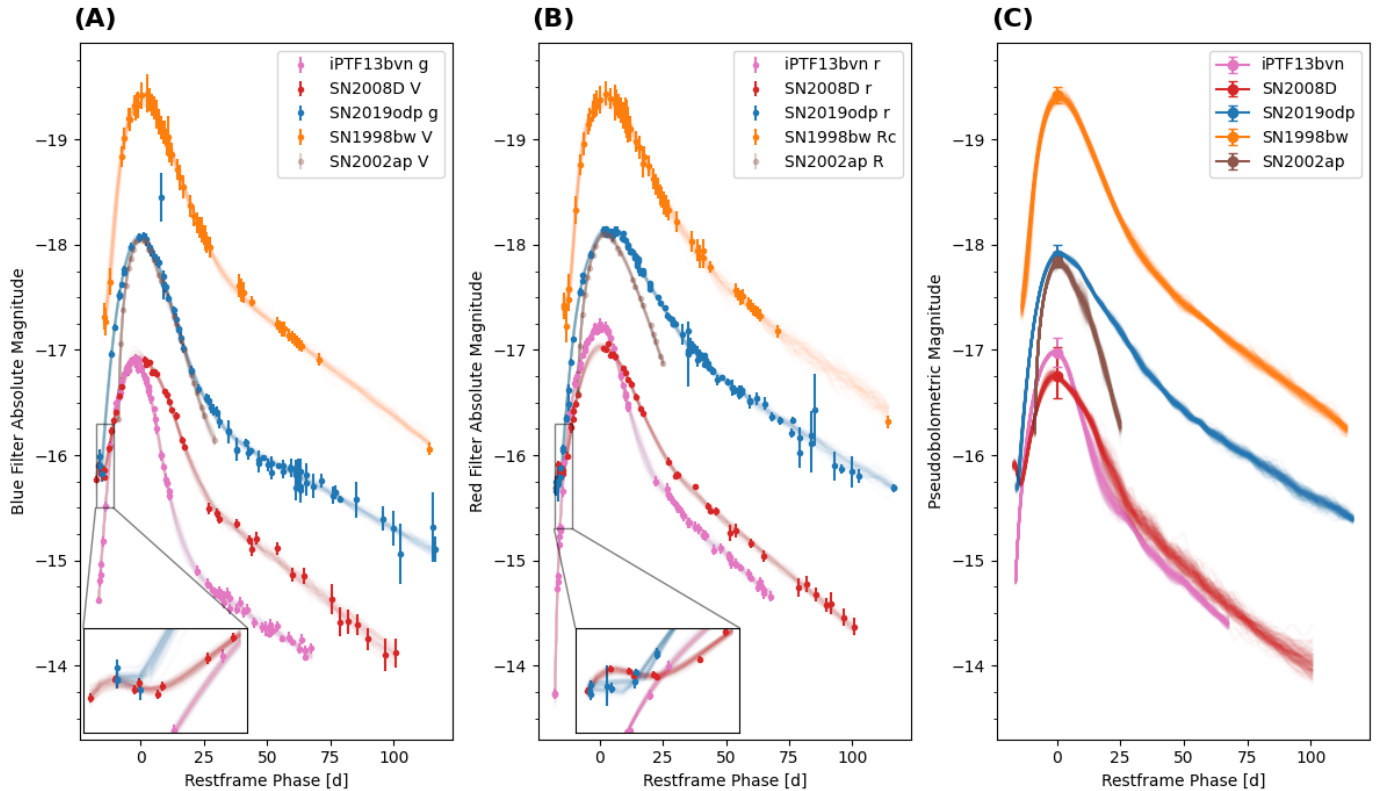 (A)
Blue Filter Absolute Magnitude
−19
−18
−17
−16
−15
−14
iPTF13bvn g
SN2008D V
SN2019odp g
SN1998bw V
SN2002ap V
0 25 50 75 100
Restframe Phase [d]
(B)
Red Filter Absolute Magnitude
−19
−18
−17
−16
−15
−14
iPTF13bvn r
SN2008D r
SN2019odp r
SN1998bw Rc
SN2002ap R
0 25 50 75 100
Restframe Phase [d]
(C)
Pseudobolometric Magnitude
−19
−18
−17
−16
−15
−14
iPTF13bvn
SN2008D
SN2019odp
SN1998bw
SN2002ap
0 25 50 75 100
Restframe Phase [d]